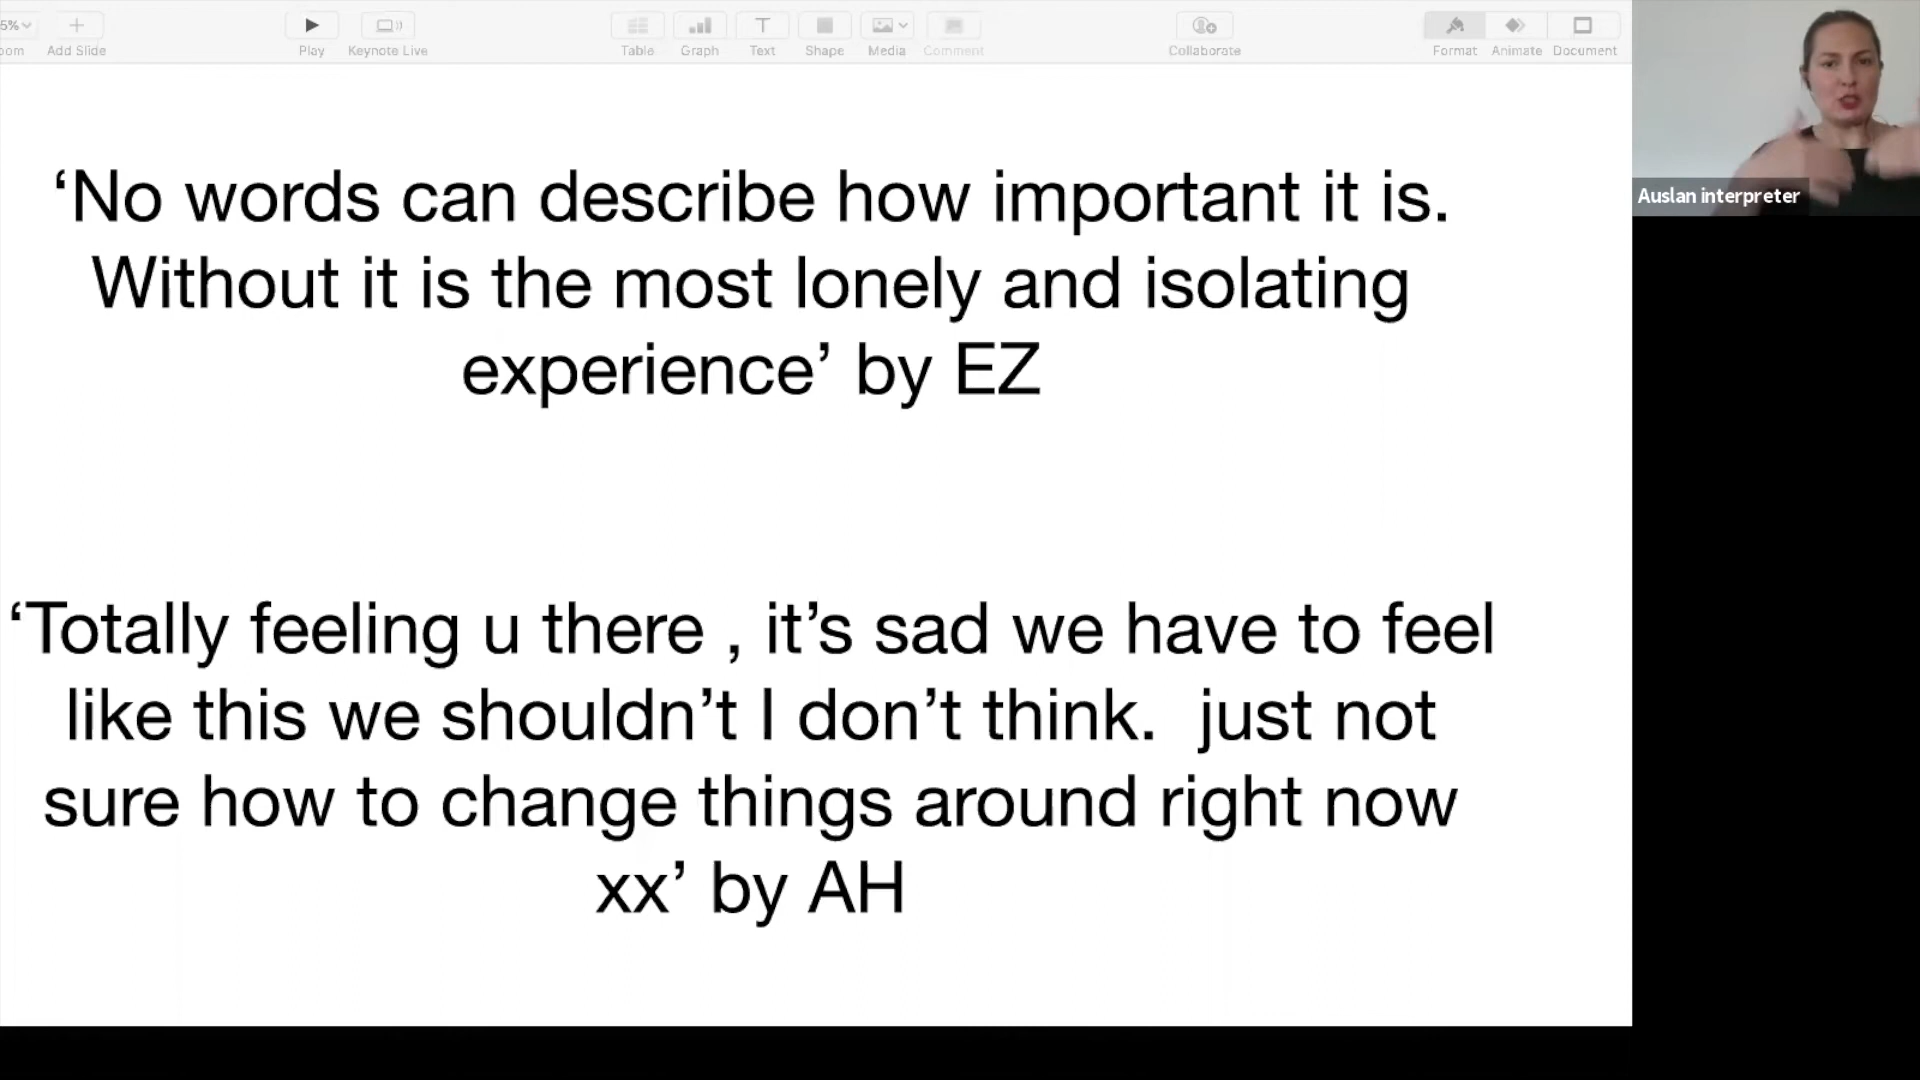 5%
oom
Add Slide
Play
Keynote Live
Table
Graph
Text
Shape
Media
Comment
Collaborate
Format
Animate
Document
Auslan interpreter
‘No words can describe how important it is.
Without it is the most lonely and isolating
experience’ by EZ
‘Totally feeling u there , it’s sad we have to feel
like this we shouldn’t I don’t think.  just not
sure how to change things around right now
xx’ by AH